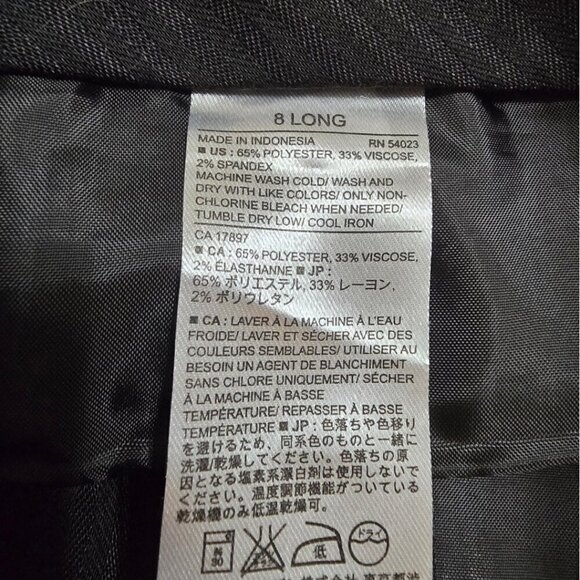 8 LONG
MADE IN INDONESIA RN 54023
■ US : 65% POLYESTER, 33% VISCOSE,
2% SPANDEX
MACHINE WASH COLD/ WASH AND
DRY WITH LIKE COLORS/ ONLY NON-
CHLORINE BLEACH WHEN NEEDED/
TUMBLE DRY LOW/ COOL IRON
CA 17897
■ CA : 65% POLYESTER, 33% VISCOSE,
2% ÉLASTHANNE ■ JP :
65% ポリエステル, 33% レーヨン,
2% ポリウレタン
■ CA : LAVER À LA MACHINE À L'EAU
FROIDE/ LAVER ET SÉCHER AVEC DES
COULEURS SEMBLABLES/ UTILISER AU
BESOIN UN AGENT DE BLANCHIMENT
SANS CHLORE UNIQUEMENT/ SÉCHER
À LA MACHINE À BASSE
TEMPÉRATURE/ REPASSER À BASSE
TEMPÉRATURE ■ JP : 色落ちや色移り
を避けるため、同系色のものと一緒に
洗濯/乾燥してください。色落ちの原
因となる塩素系漂白剤は使用しないで
ください。温度調節機能がついている
乾燥機のみ低温乾燥可。
弱 30 低 ドライ